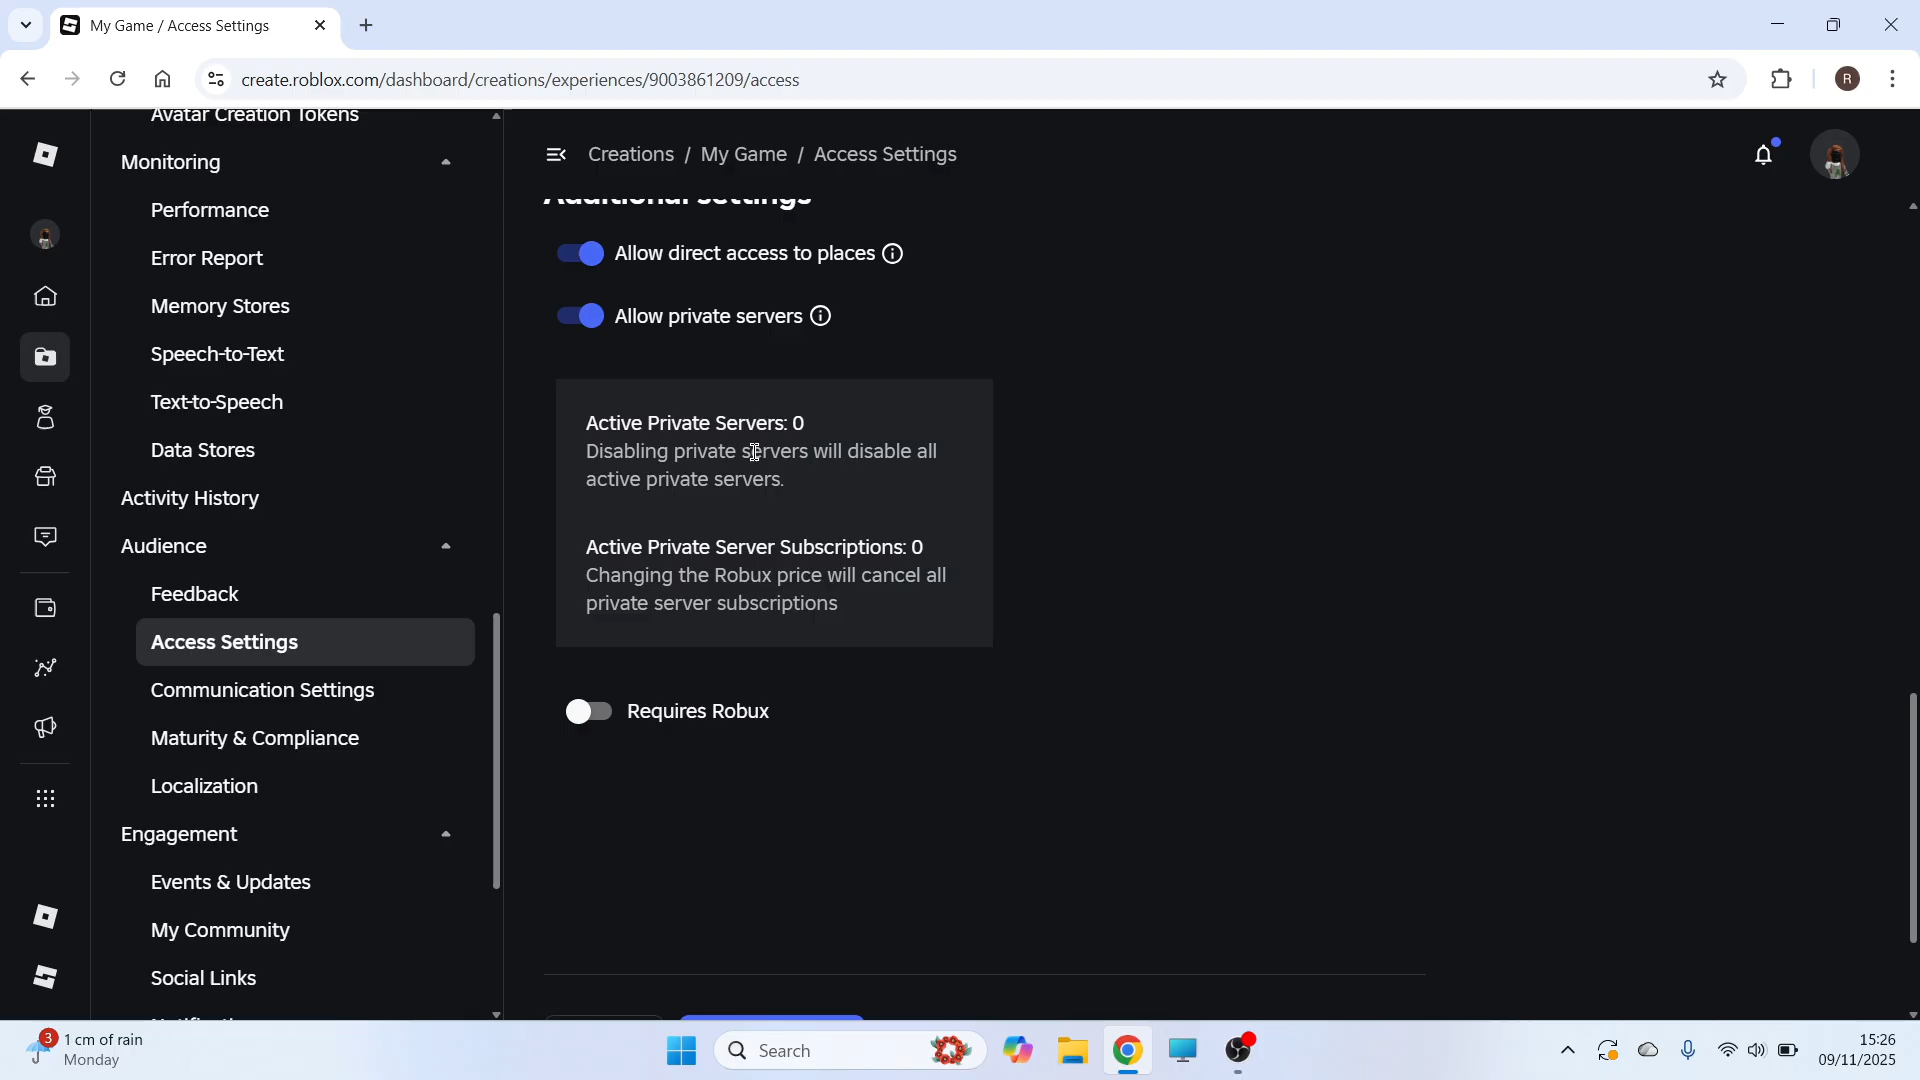 My Game / Access Settings
create.roblox.com/dashboard/creations/experiences/9003861209/access
R
Avatar Creation Tokens
Monitoring
Performance
Error Report
Memory Stores
Speech-to-Text
Text-to-Speech
Data Stores
Activity History
Audience
Feedback
Access Settings
Communication Settings
Maturity & Compliance
Localization
Engagement
Events & Updates
My Community
Social Links
Creations / My Game / Access Settings
Additional settings
Allow direct access to places
Allow private servers
Active Private Servers: 0
Disabling private servers will disable all
active private servers.
Active Private Server Subscriptions: 0
Changing the Robux price will cancel all
private server subscriptions
Requires Robux
3
1 cm of rain
Monday
Search
15:26
09/11/2025